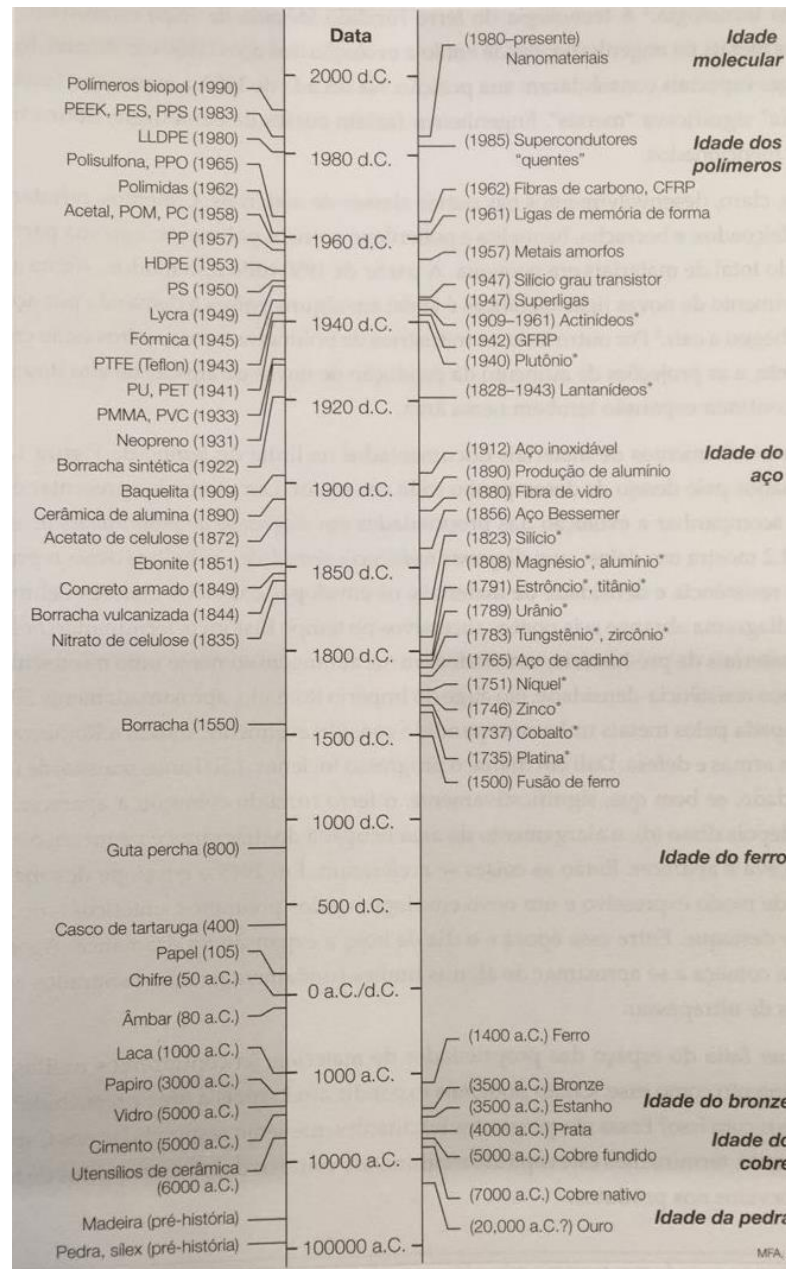 Data
Polímeros biopol (1990)
PEEK, PES, PPS (1983)
LLDPE (1980)
Polisulfona, PPO (1965)
Polimidas (1962)
Acetal, POM, PC (1958)
PP (1957)
HDPE (1953)
PS (1950)
Lycra (1949)
Fórmica (1945)
PTFE (Teflon) (1943)
PU, PET (1941)
PMMA, PVC (1933)
Neopreno (1931)
Borracha sintética (1922)
Baquelita (1909)
Cerâmica de alumina (1890)
Acetato de celulose (1872)
Ebonite (1851)
Concreto armado (1849)
Borracha vulcanizada (1844)
Nitrato de celulose (1835)
Borracha (1550)
Guta percha (800)
Casco de tartaruga (400)
Papel (105)
Chifre (50 a.C.)
Âmbar (80 a.C.)
Laca (1000 a.C.)
Papiro (3000 a.C.)
Vidro (5000 a.C.)
Cimento (5000 a.C.)
Utensílios de cerâmica
(6000 a.C.)
Madeira (pré-história)
Pedra, sílex (pré-história)
2000 d.C.
1980 d.C.
1960 d.C.
1940 d.C.
1920 d.C.
1900 d.C.
1850 d.C.
1800 d.C.
1500 d.C.
1000 d.C.
500 d.C.
0 a.C./d.C.
1000 a.C.
10000 a.C.
100000 a.C.
(1980–presente)
Nanomateriais
(1985) Supercondutores
"quentes"
(1962) Fibras de carbono, CFRP
(1961) Ligas de memória de forma
(1957) Metais amorfos
(1947) Silício grau transistor
(1947) Superligas
(1909–1961) Actinídeos*
(1942) GFRP
(1940) Plutônio*
(1828–1943) Lantanídeos*
(1912) Aço inoxidável
(1890) Produção de alumínio
(1880) Fibra de vidro
(1856) Aço Bessemer
(1823) Silício*
(1808) Magnésio*, alumínio*
(1791) Estrôncio*, titânio*
(1789) Urânio*
(1783) Tungstênio*, zircônio*
(1765) Aço de cadinho
(1751) Níquel*
(1746) Zinco*
(1737) Cobalto*
(1735) Platina*
(1500) Fusão de ferro
(1400 a.C.) Ferro
(3500 a.C.) Bronze
(3500 a.C.) Estanho
(4000 a.C.) Prata
(5000 a.C.) Cobre fundido
(7000 a.C.) Cobre nativo
(20,000 a.C.?) Ouro
Idade
molecular
Idade dos
polímeros
Idade do
aço
Idade do ferro
Idade do bronze
Idade do
cobre
Idade da pedra
MFA,